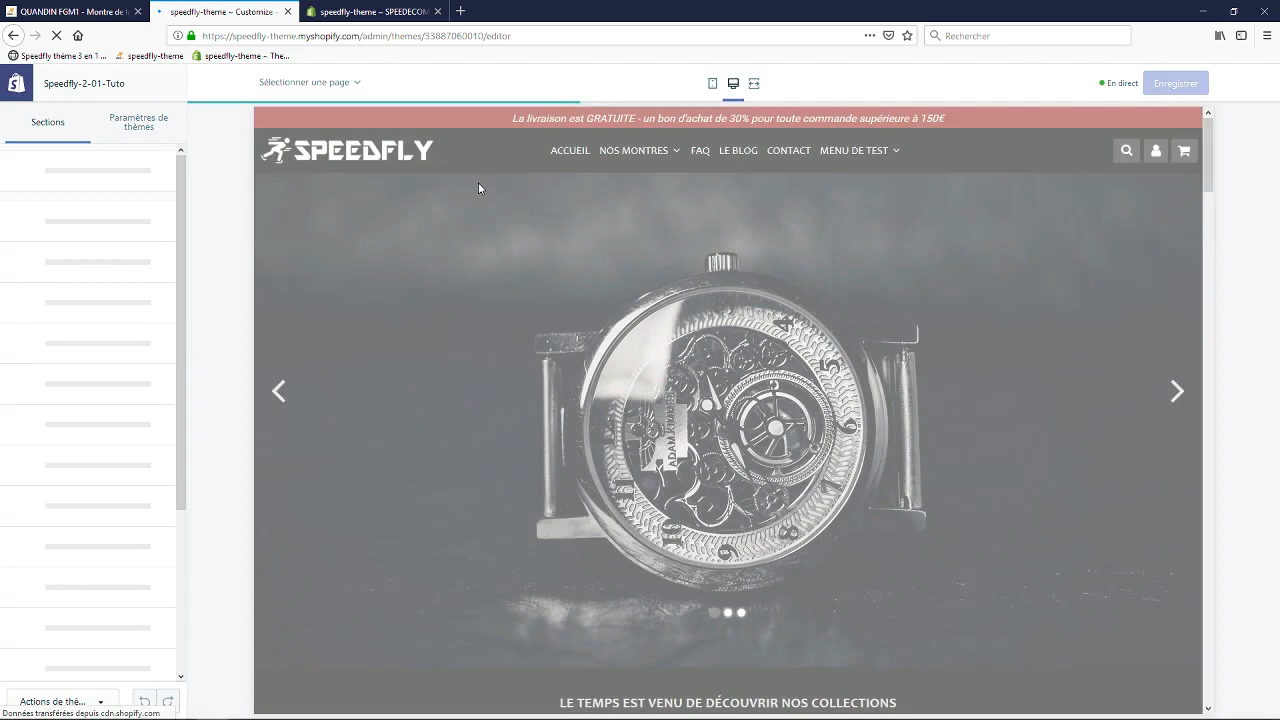 QUANDIN FGM1 - Montre de l
speedfly-theme ~ Customize ~
speedfly-theme ~ SPEEDECOM
https://speedfly-theme.myshopify.com/admin/themes/33887060010/editor
Rechercher
Speedfly thème 3 en 1 ...
speedfly-theme
speedfly-theme ~ The...
Speedfly-2-01-Tuto
Sélectionner une page
En direct
Enregistrer
Sections
Paramètres de thèmes
La livraison est GRATUITE - un bon d'achat de 30% pour toute commande supérieure à 150€
SPEEDFLY
ACCUEIL
NOS MONTRES
FAQ
LE BLOG
CONTACT
MENU DE TEST
LE TEMPS EST VENU DE DÉCOUVRIR NOS COLLECTIONS
Actions de thè...
Données transférées depuis cdn.shopify.com